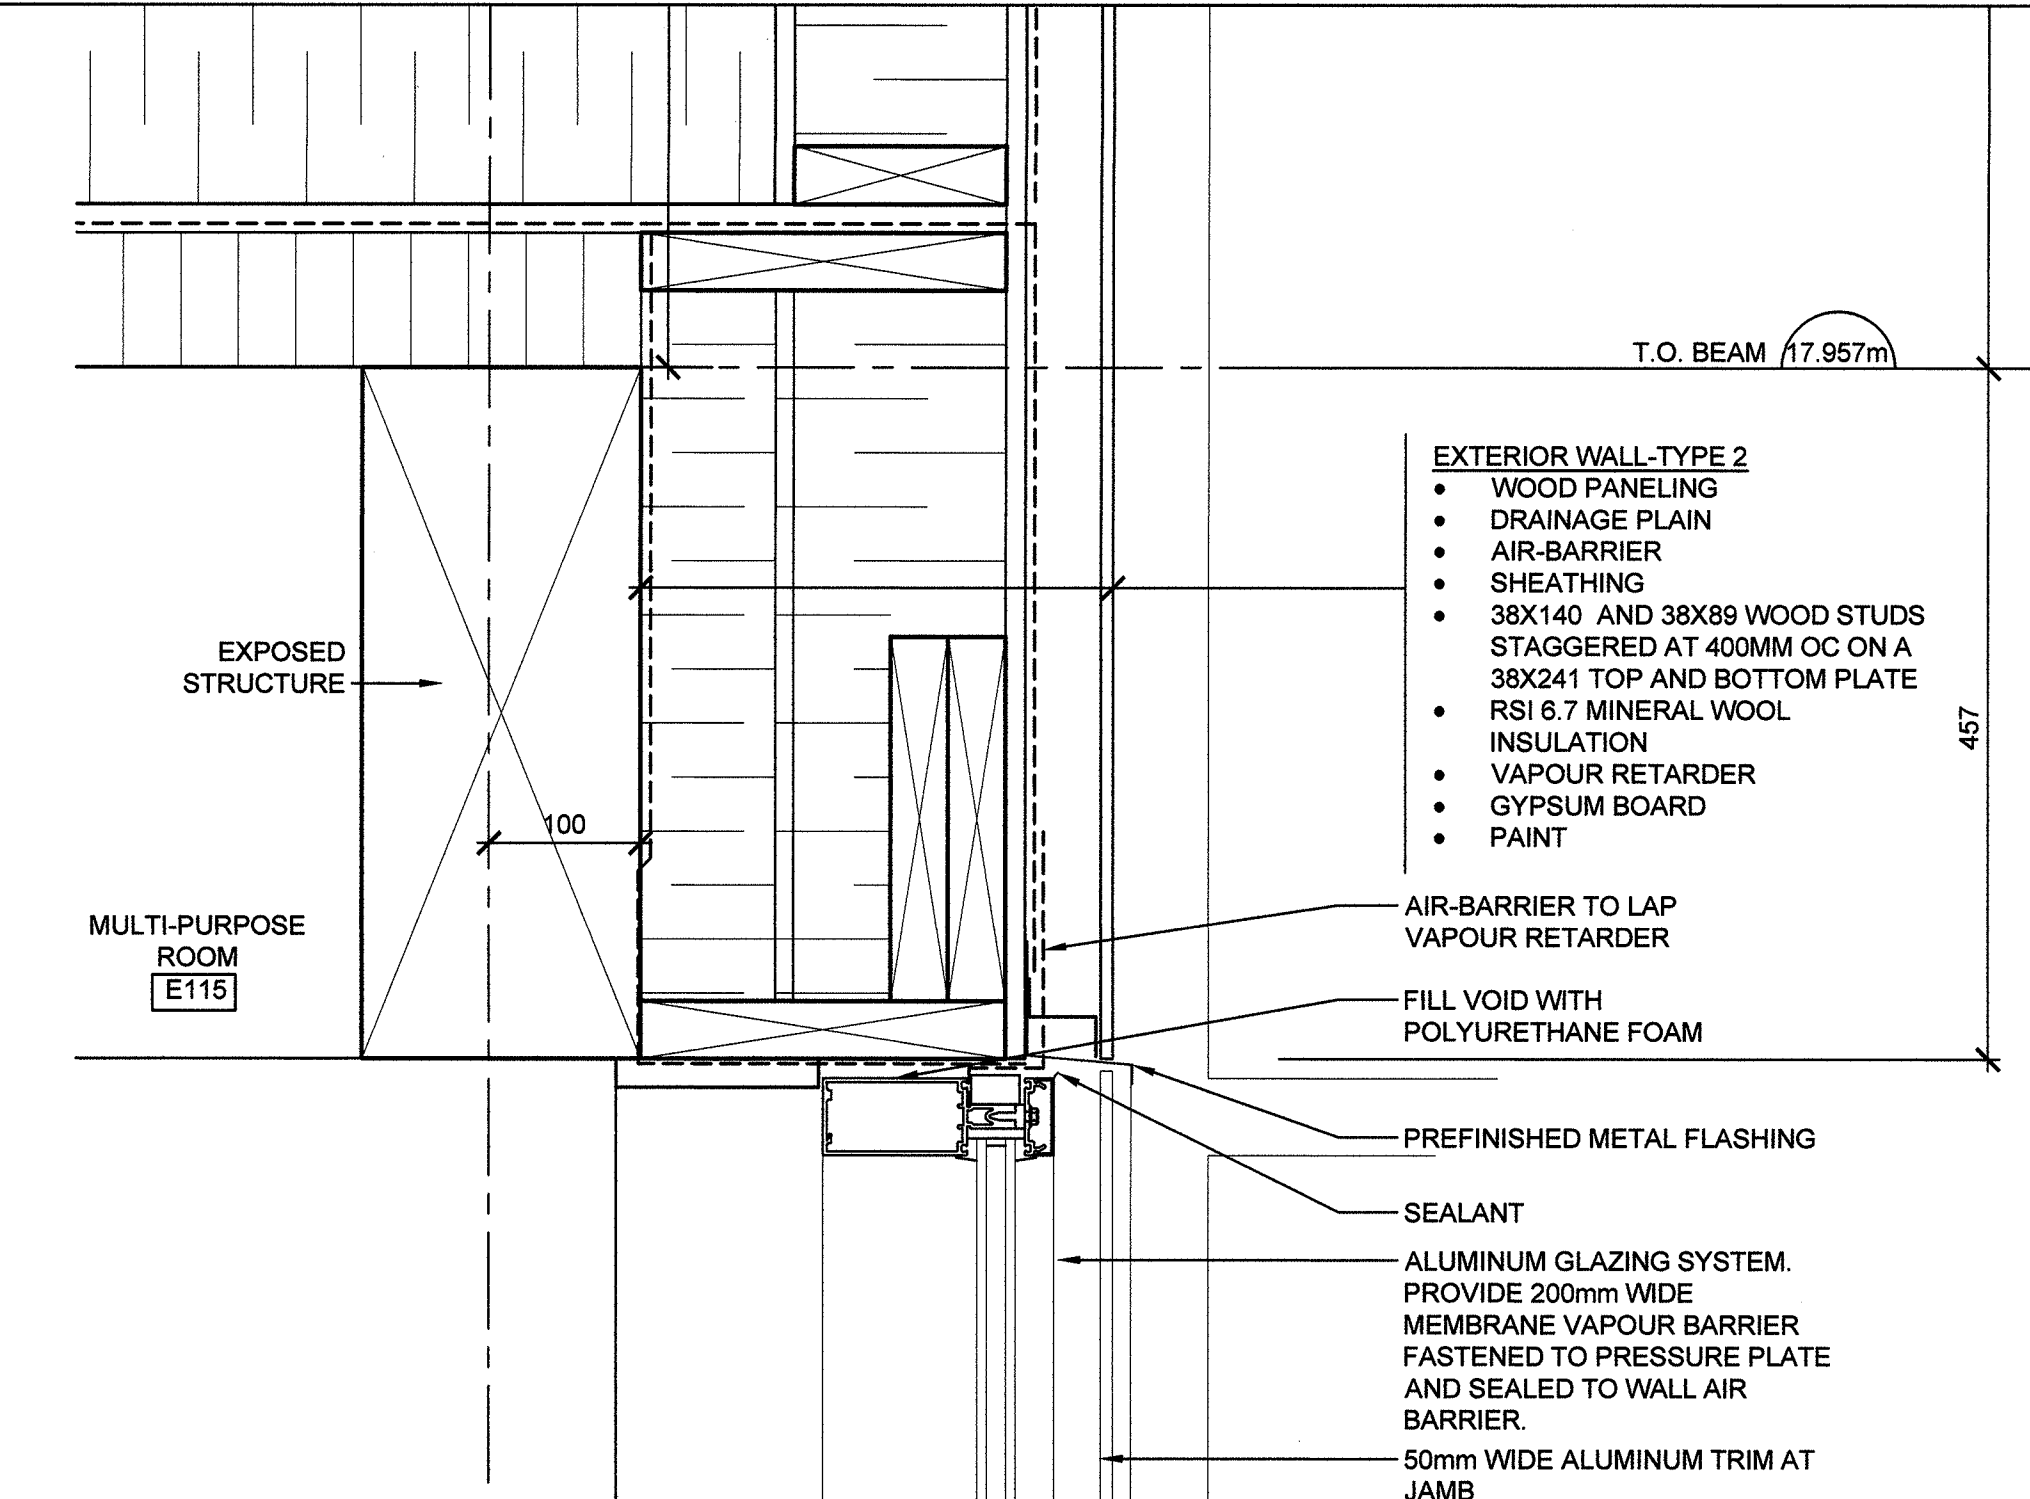 T.O. BEAM 17.957m
EXTERIOR WALL-TYPE 2
• WOOD PANELING
• DRAINAGE PLAIN
• AIR-BARRIER
• SHEATHING
• 38X140 AND 38X89 WOOD STUDS
STAGGERED AT 400MM OC ON A
38X241 TOP AND BOTTOM PLATE
• RSI 6.7 MINERAL WOOL
INSULATION
• VAPOUR RETARDER
• GYPSUM BOARD
• PAINT
457
EXPOSED
STRUCTURE
100
MULTI-PURPOSE
ROOM
E115
AIR-BARRIER TO LAP
VAPOUR RETARDER
FILL VOID WITH
POLYURETHANE FOAM
PREFINISHED METAL FLASHING
SEALANT
ALUMINUM GLAZING SYSTEM.
PROVIDE 200mm WIDE
MEMBRANE VAPOUR BARRIER
FASTENED TO PRESSURE PLATE
AND SEALED TO WALL AIR
BARRIER.
50mm WIDE ALUMINUM TRIM AT
JAMB